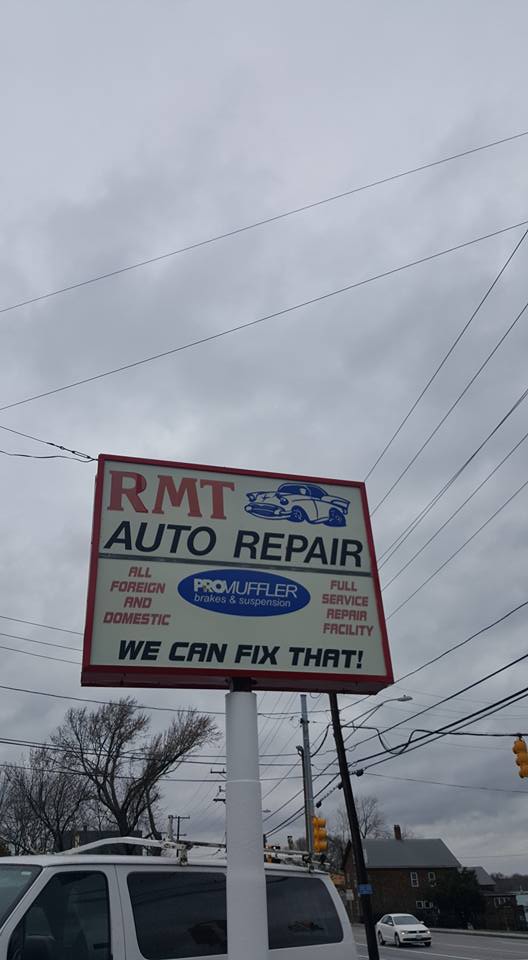 RMT
AUTO REPAIR
ALL
FOREIGN
AND
DOMESTIC
PROMUFFLER
brakes & suspension
FULL
SERVICE
REPAIR
FACILITY
WE CAN FIX THAT!